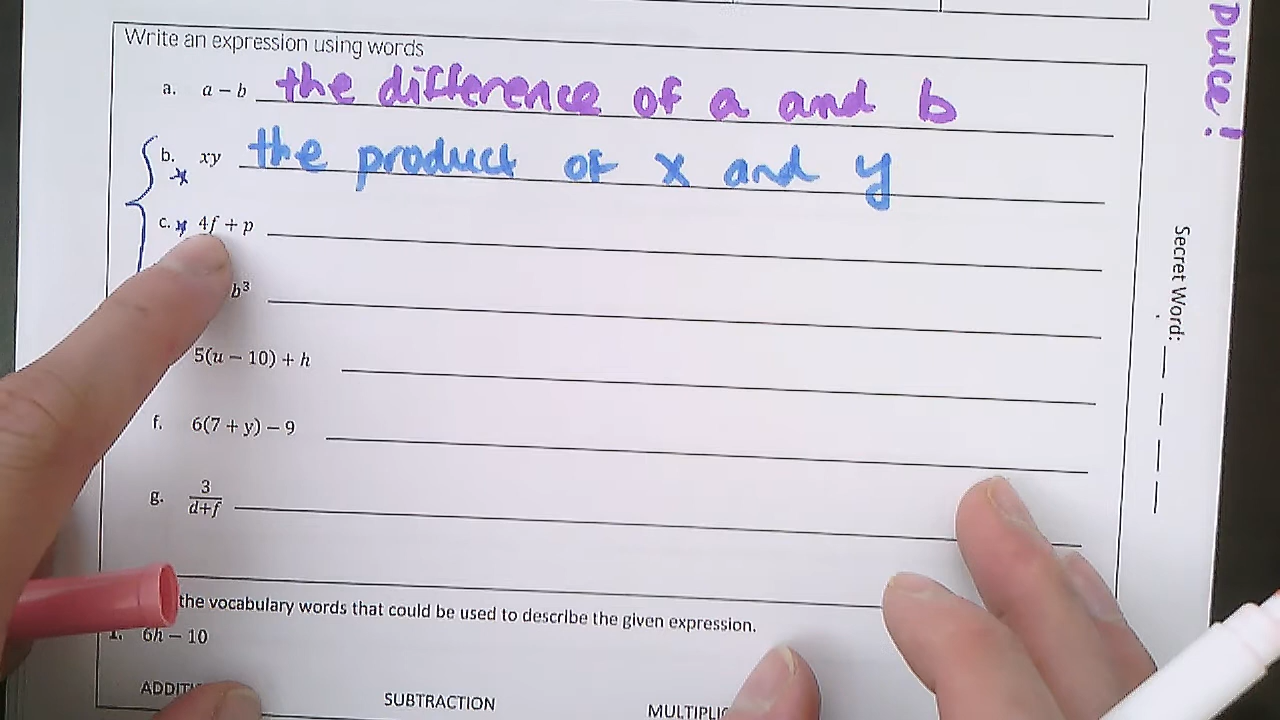 Write an expression using words
a. a − b the difference of a and b
b. xy the product of x and y
c. 4f + p
b³
5(u − 10) + h
f. 6(7 + y) − 9
g. 3/(d+f)
the vocabulary words that could be used to describe the given expression.
6h − 10
SUBTRACTION
Secret Word: _ _ _ _